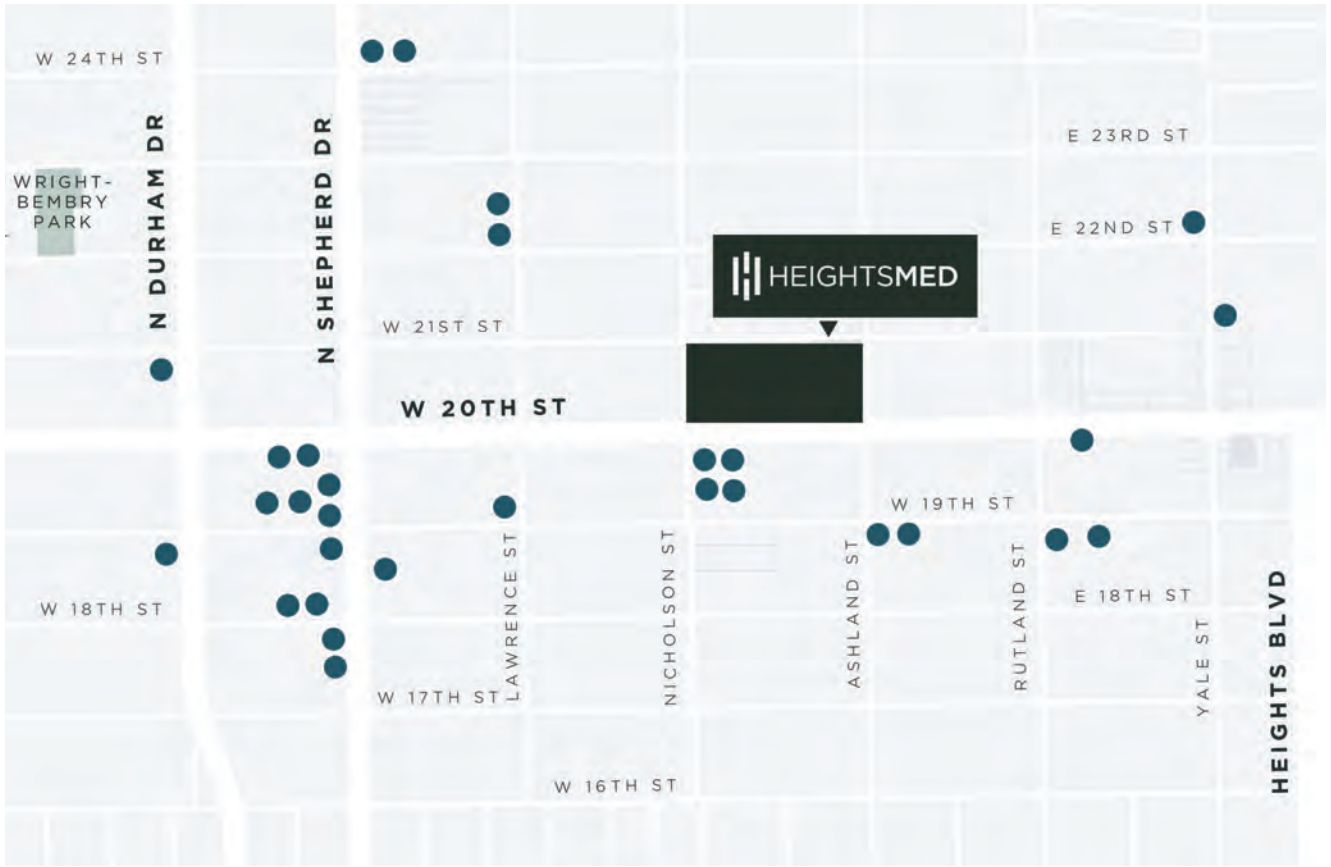 W 24TH ST
N DURHAM DR
N SHEPHERD DR
E 23RD ST
WRIGHT-
BEMBRY
PARK
E 22ND ST
HEIGHTSMED
W 21ST ST
W 20TH ST
W 19TH ST
LAWRENCE ST
NICHOLSON ST
ASHLAND ST
RUTLAND ST
E 18TH ST
W 18TH ST
YALE ST
HEIGHTS BLVD
W 17TH ST
W 16TH ST